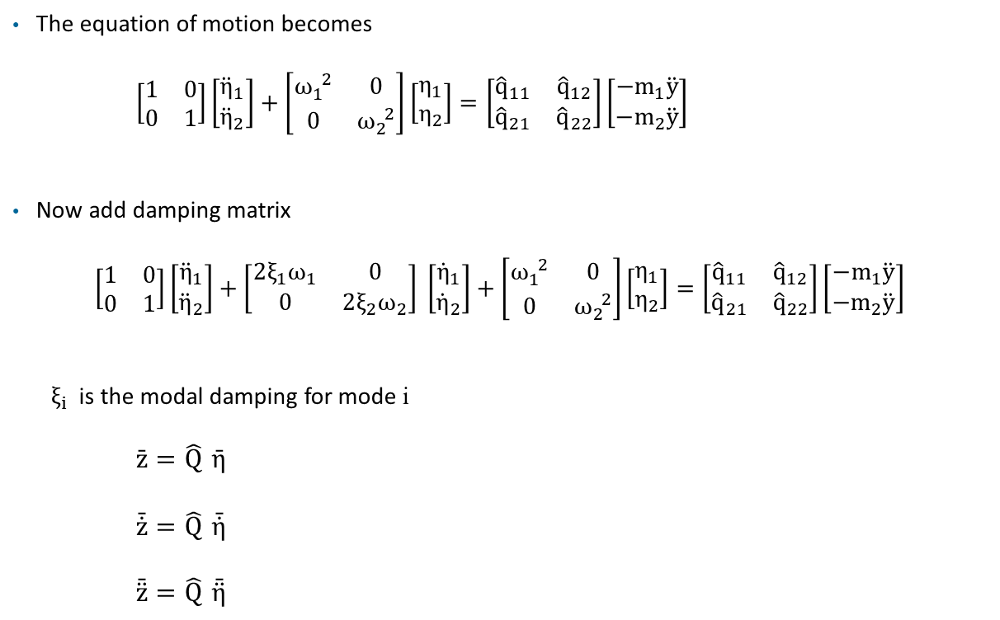 • The equation of motion becomes
[1 0; 0 1] [η̈₁; η̈₂] + [ω₁² 0; 0 ω₂²] [η₁; η₂] = [q̂₁₁ q̂₁₂; q̂₂₁ q̂₂₂] [−m₁ÿ; −m₂ÿ]
• Now add damping matrix
[1 0; 0 1] [η̈₁; η̈₂] + [2ξ₁ω₁ 0; 0 2ξ₂ω₂] [η̇₁; η̇₂] + [ω₁² 0; 0 ω₂²] [η₁; η₂] = [q̂₁₁ q̂₁₂; q̂₂₁ q̂₂₂] [−m₁ÿ; −m₂ÿ]
ξᵢ is the modal damping for mode i
z̄ = Q̂ η̄
ż̄ = Q̂ η̇̄
z̈̄ = Q̂ η̈̄